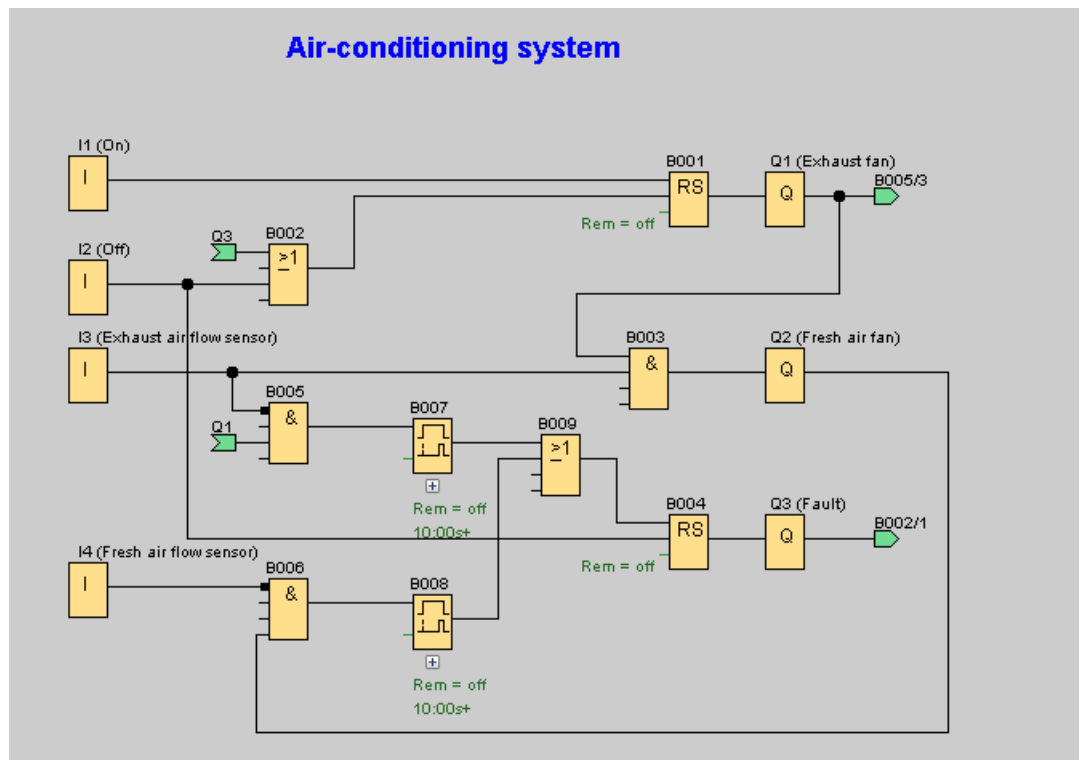 Air-conditioning system
I1 (On)
I
B001
RS
Rem = off
Q1 (Exhaust fan)
Q
B005/3
Q3
B002
>1
I2 (Off)
I
I3 (Exhaust air flow sensor)
I
B003
&
Q2 (Fresh air fan)
Q
B005
&
Q1
B007
Rem = off
10:00s+
B009
>1
B004
RS
Rem = off
Q3 (Fault)
Q
B002/1
I4 (Fresh air flow sensor)
I
B006
&
B008
Rem = off
10:00s+